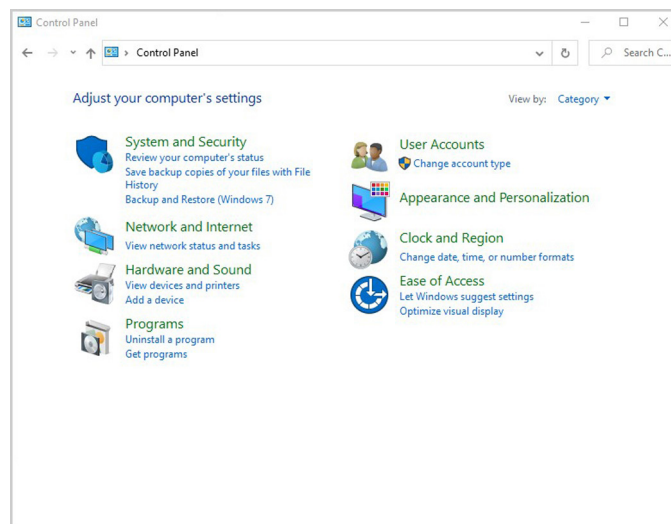 Control Panel
Control Panel
Search C...
Adjust your computer's settings
View by: Category
System and Security
Review your computer's status
Save backup copies of your files with File
History
Backup and Restore (Windows 7)
Network and Internet
View network status and tasks
Hardware and Sound
View devices and printers
Add a device
Programs
Uninstall a program
Get programs
User Accounts
Change account type
Appearance and Personalization
Clock and Region
Change date, time, or number formats
Ease of Access
Let Windows suggest settings
Optimize visual display